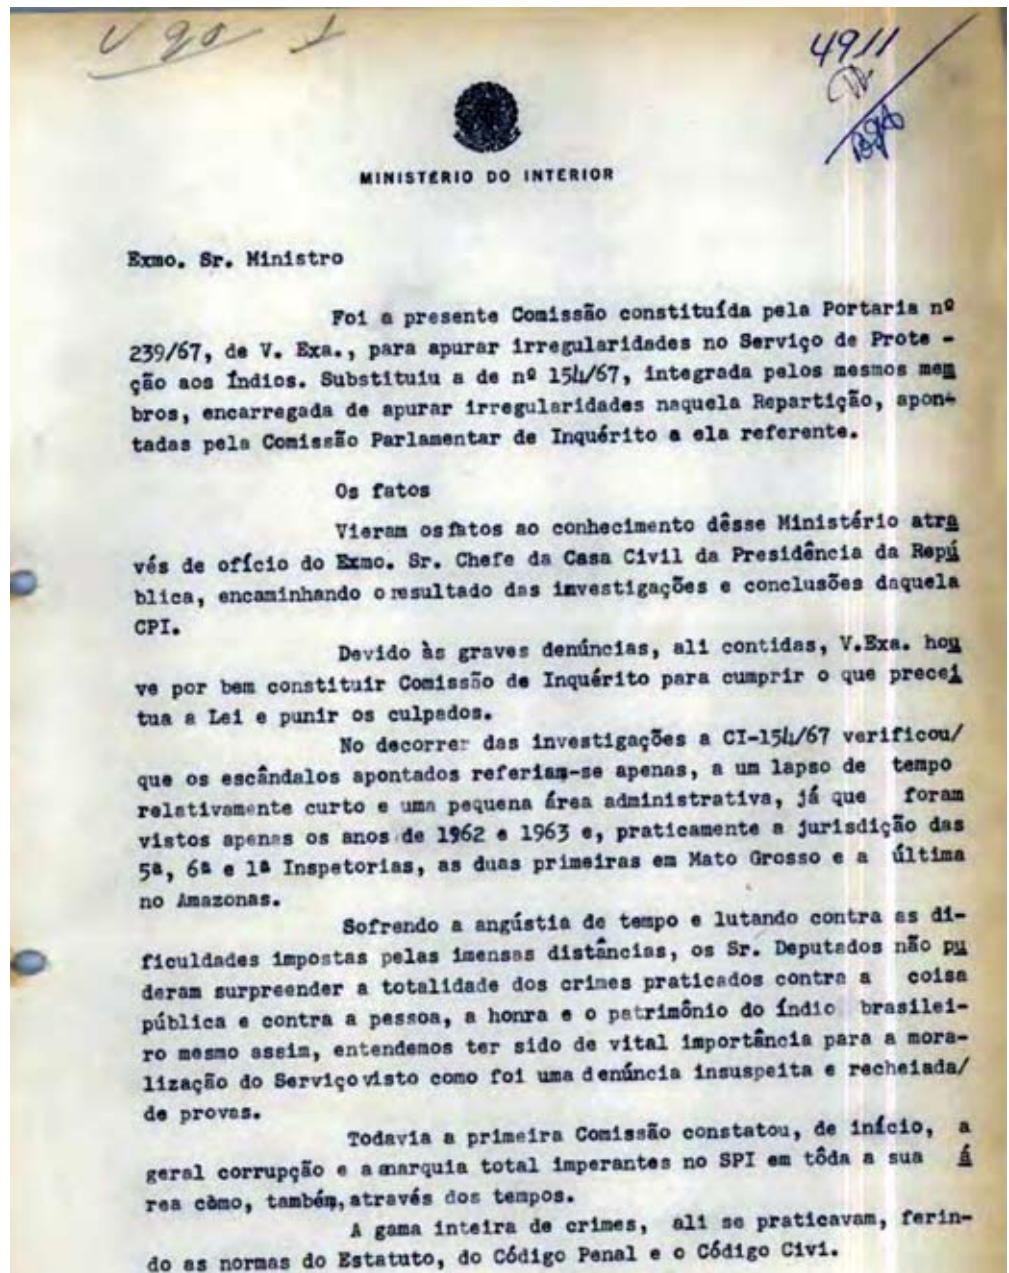 4911
MINISTÉRIO DO INTERIOR
Exmo. Sr. Ministro
Foi a presente Comissão constituída pela Portaria nº
239/67, de V. Exa., para apurar irregularidades no Serviço de Prote -
ção aos Índios. Substituiu a de nº 154/67, integrada pelos mesmos mem
bros, encarregada de apurar irregularidades naquela Repartição, apon-
tadas pela Comissão Parlamentar de Inquérito a ela referente.
Os fatos
Vieram os fatos ao conhecimento dêsse Ministério atra
vés de ofício do Exmo. Sr. Chefe da Casa Civil da Presidência da Repú
blica, encaminhando o resultado das investigações e conclusões daquela
CPI.
Devido às graves denúncias, ali contidas, V.Exa. hou
ve por bem constituir Comissão de Inquérito para cumprir o que precei
tua a Lei e punir os culpados.
No decorrer das investigações a CI-154/67 verificou/
que os escândalos apontados referiam-se apenas, a um lapso de tempo
relativamente curto e uma pequena área administrativa, já que foram
vistos apenas os anos de 1962 e 1963 e, praticamente a jurisdição das
5ª, 6ª e 1ª Inspetorias, as duas primeiras em Mato Grosso e a última
no Amazonas.
Sofrendo a angústia de tempo e lutando contra as di-
ficuldades impostas pelas imensas distâncias, os Sr. Deputados não pu
deram surpreender a totalidade dos crimes praticados contra a coisa
pública e contra a pessoa, a honra e o patrimônio do índio brasilei-
ro mesmo assim, entendemos ter sido de vital importância para a mora-
lização do Serviço visto como foi uma denúncia insuspeita e recheiada/
de provas.
Todavia a primeira Comissão constatou, de início, a
geral corrupção e a anarquia total imperantes no SPI em tôda a sua á
rea como, também, através dos tempos.
A gama inteira de crimes, ali se praticavam, ferin-
do as normas do Estatuto, do Código Penal e o Código Civi.